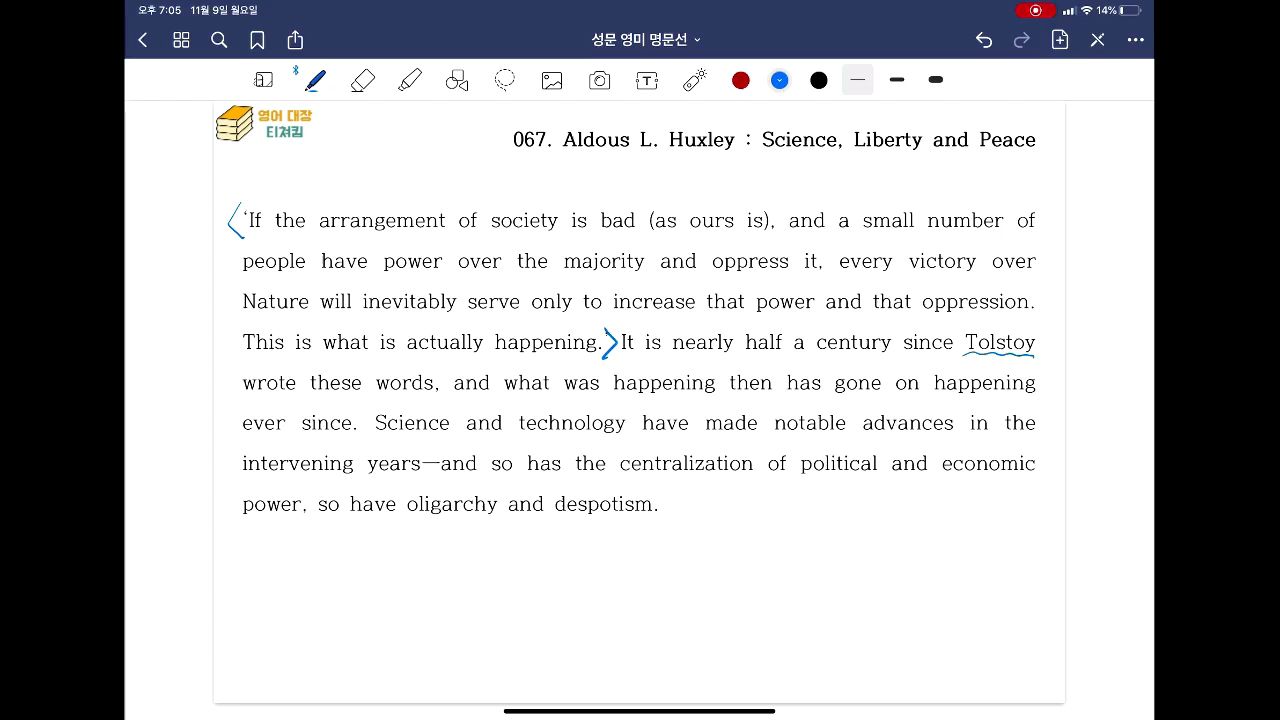 오후 7:05 11월 9일 월요일
14%
성문 영미 명문선
영어 대장
티쳐킴
067. Aldous L. Huxley : Science, Liberty and Peace
‘If the arrangement of society is bad (as ours is), and a small number of
people have power over the majority and oppress it, every victory over
Nature will inevitably serve only to increase that power and that oppression.
This is what is actually happening.’ It is nearly half a century since Tolstoy
wrote these words, and what was happening then has gone on happening
ever since. Science and technology have made notable advances in the
intervening years—and so has the centralization of political and economic
power, so have oligarchy and despotism.